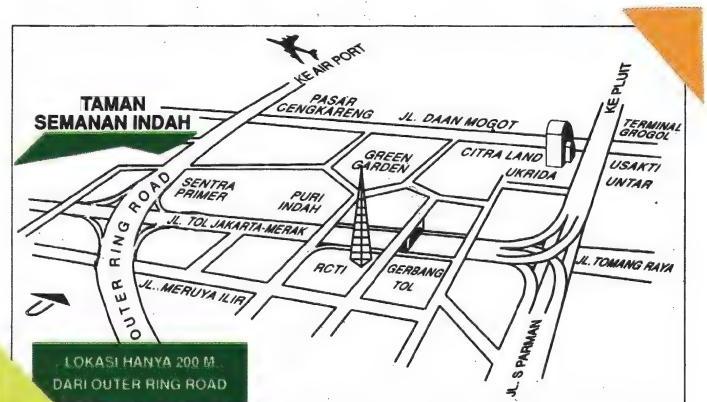 KE AIR PORT
KE PLUIT
TAMAN
SEMANAN INDAH
PASAR
CENGKARENG
JL. DAAN MOGOT
TERMINAL
GROGOL
GREEN
GARDEN
CITRA LAND
UKRIDA
USAKTI
UNTAR
SENTRA
PRIMER
PURI
INDAH
OUTER RING ROAD
JL. TOL JAKARTA-MERAK
RCTI
GERBANG
TOL
JL. TOMANG RAYA
JL. MERUYA ILIR
U
JL. S PARMAN
LOKASI HANYA 200 M.
DARI OUTER RING ROAD